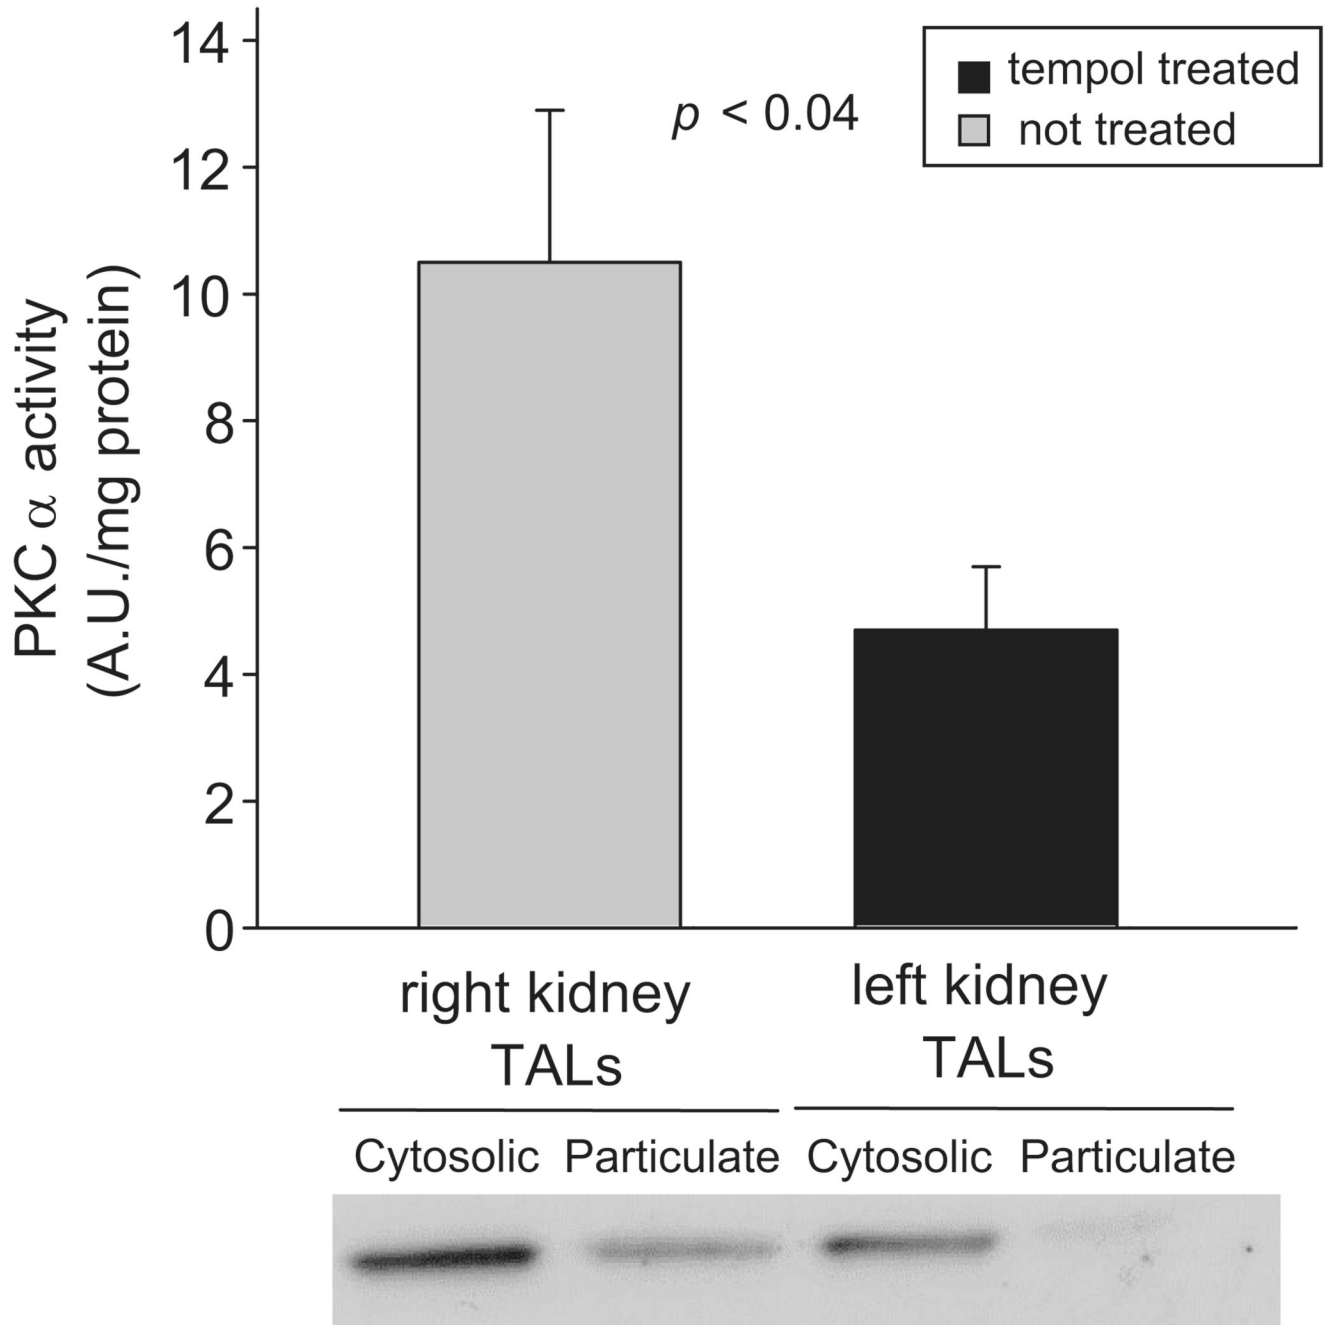 14
12
10
8
6
4
2
0
PKC α activity
(A.U./mg protein)
p < 0.04
tempol treated
not treated
right kidney
TALs
left kidney
TALs
Cytosolic Particulate Cytosolic Particulate